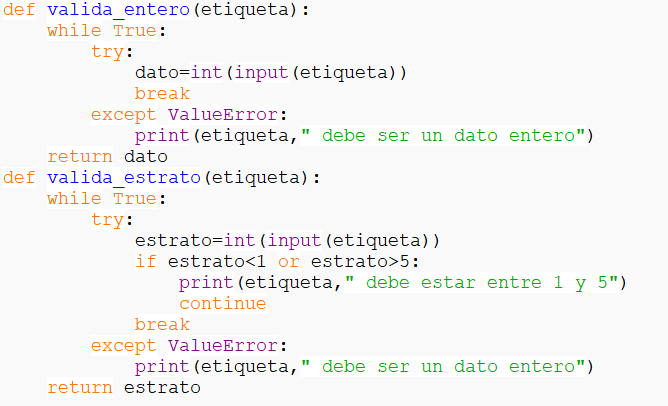 def valida_entero(etiqueta):
    while True:
        try:
            dato=int(input(etiqueta))
            break
        except ValueError:
            print(etiqueta," debe ser un dato entero")
    return dato
def valida_estrato(etiqueta):
    while True:
        try:
            estrato=int(input(etiqueta))
            if estrato<1 or estrato>5:
                print(etiqueta," debe estar entre 1 y 5")
                continue
            break
        except ValueError:
            print(etiqueta," debe ser un dato entero")
    return estrato